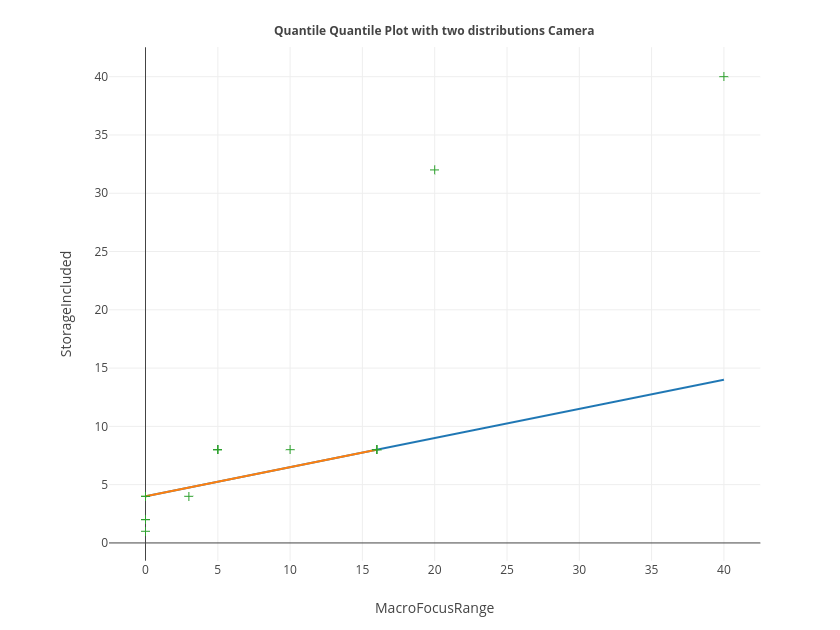 Quantile Quantile Plot with two distributions Camera
40
35
30
25
20
15
10
5
0
StorageIncluded
0 5 10 15 20 25 30 35 40
MacroFocusRange